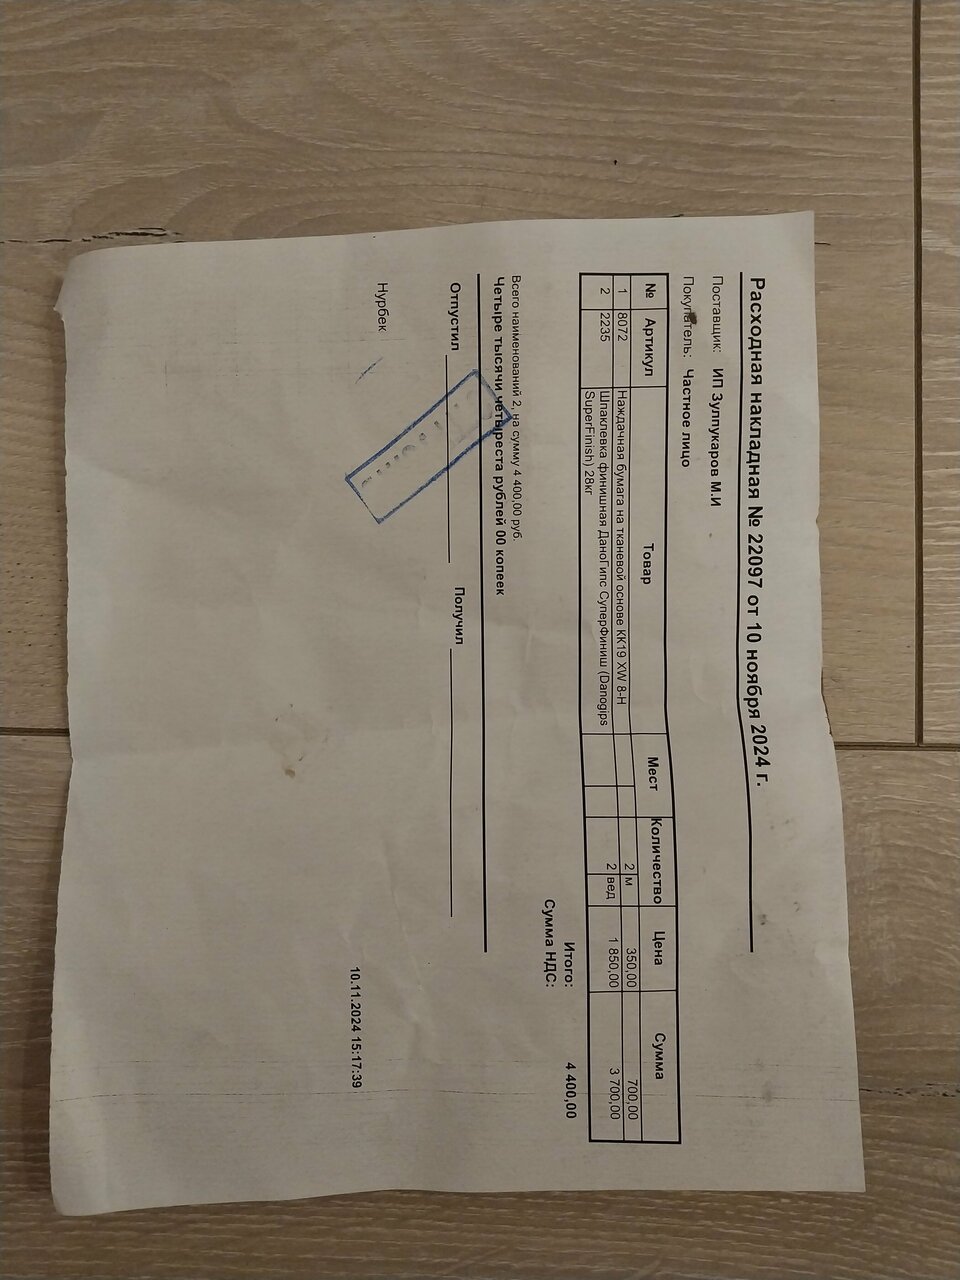 Расходная накладная № 22097 от 10 ноября 2024 г.
Поставщик: ИП Зулпукаров М.И
Покупатель: Частное лицо
№ Артикул Товар Мест Количество Цена Сумма
1 8072 Наждачная бумага на тканевой основе КК19 XW 8-Н 2 м 350,00 700,00
2 2235 Шпаклевка финишная ДаноГипс СуперФиниш (Danogips 2 вед 1 850,00 3 700,00
SuperFinish) 28кг
Итого: 4 400,00
Сумма НДС:
Всего наименований 2, на сумму 4 400,00 руб.
Четыре тысячи четыреста рублей 00 копеек
Отпустил Получил
Нурбек
10.11.2024 15:17:39